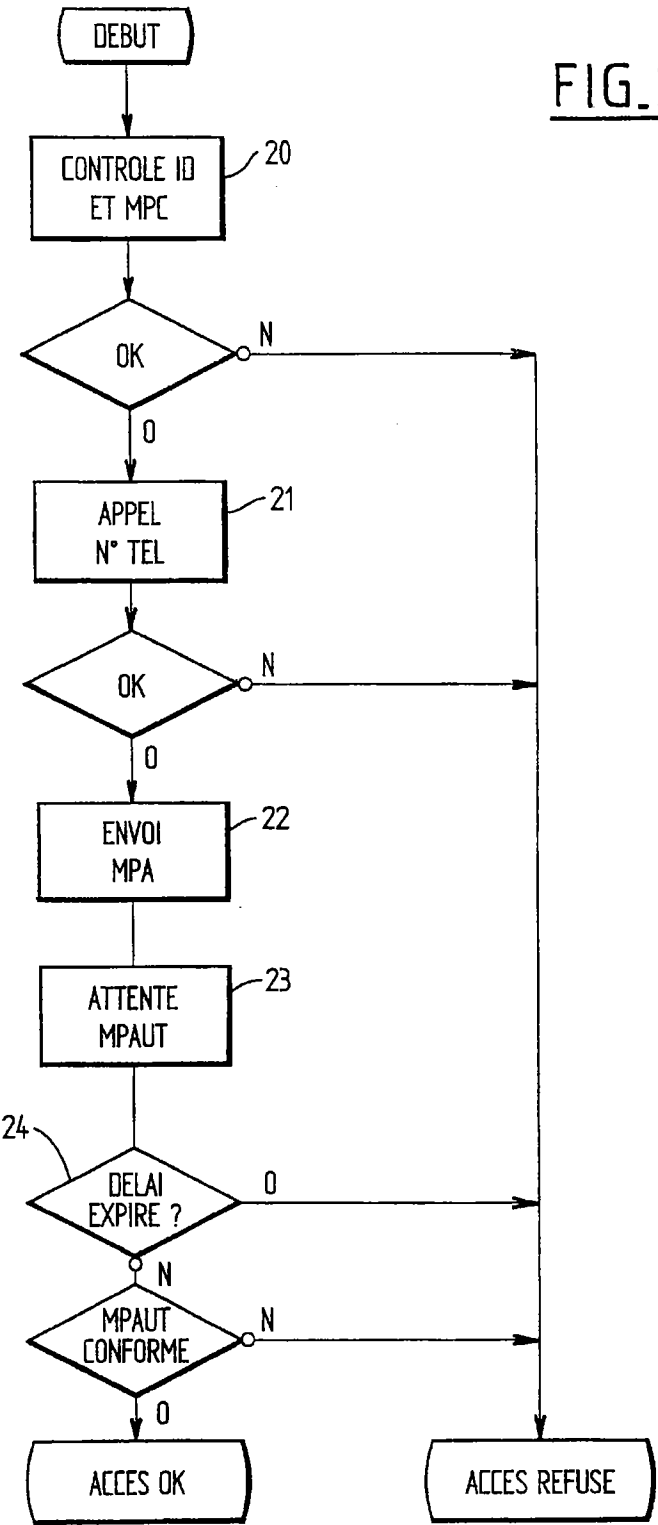 DEBUT
FIG.
CONTROLE ID
ET MPC
20
OK
N
O
APPEL
N° TEL
21
OK
N
O
ENVOI
MPA
22
ATTENTE
MPAUT
23
24
DELAI
EXPIRE ?
O
N
MPAUT
CONFORME
N
O
ACCES OK
ACCES REFUSE